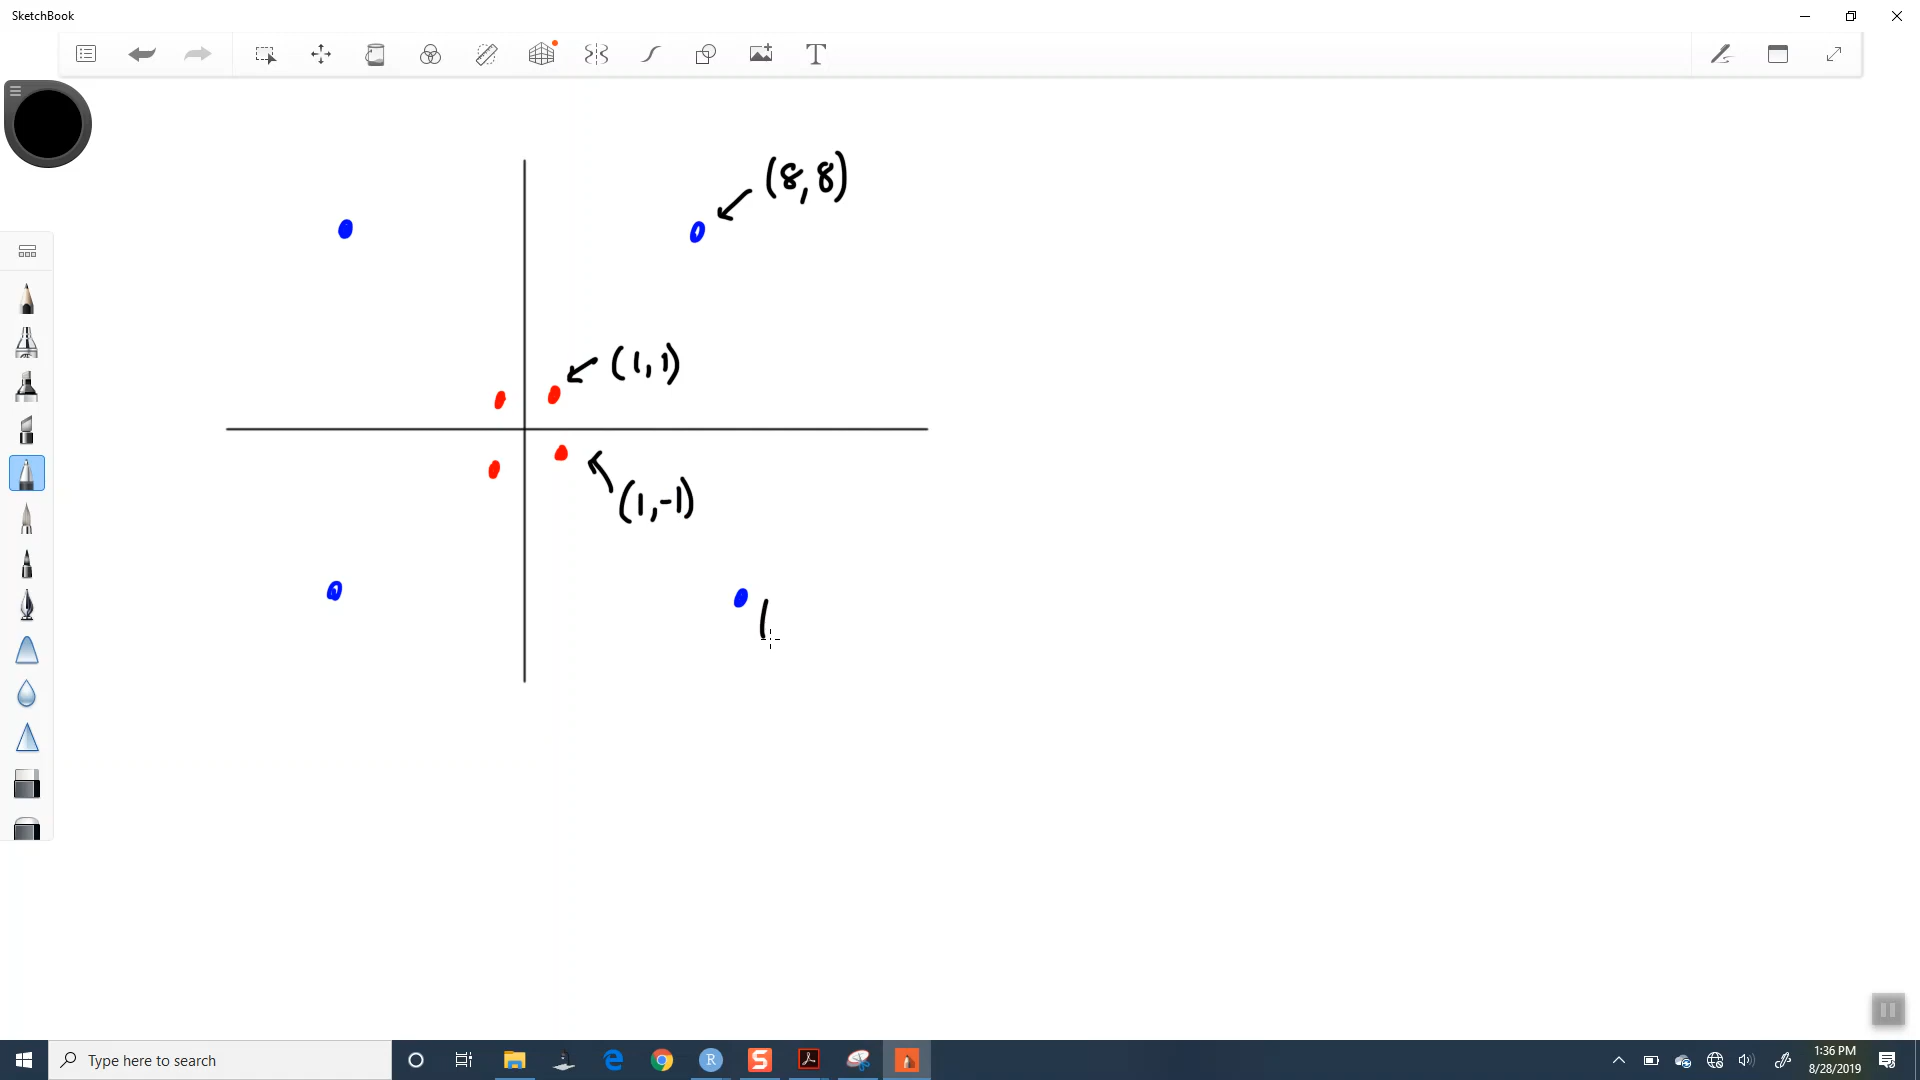 SketchBook
(8,8)
(1,1)
(1,-1)
(
Type here to search
1:36 PM
8/28/2019